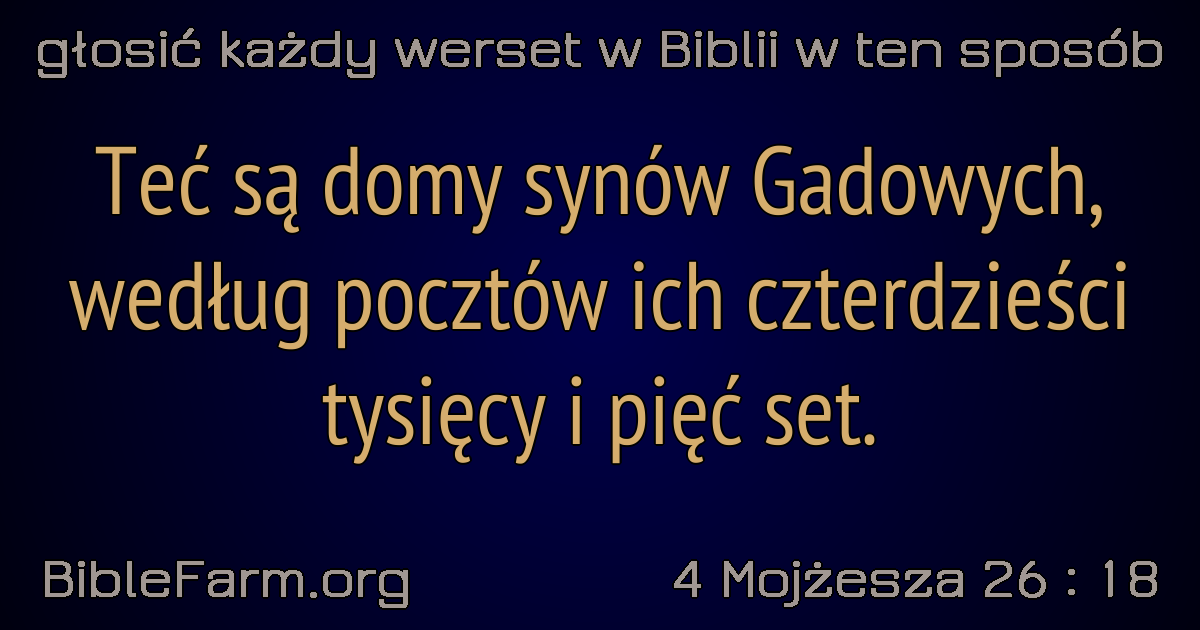 głosić każdy werset w Biblii w ten sposób
Teć są domy synów Gadowych,
według pocztów ich czterdzieści
tysięcy i pięć set.
BibleFarm.org
4 Mojżesza 26 : 18